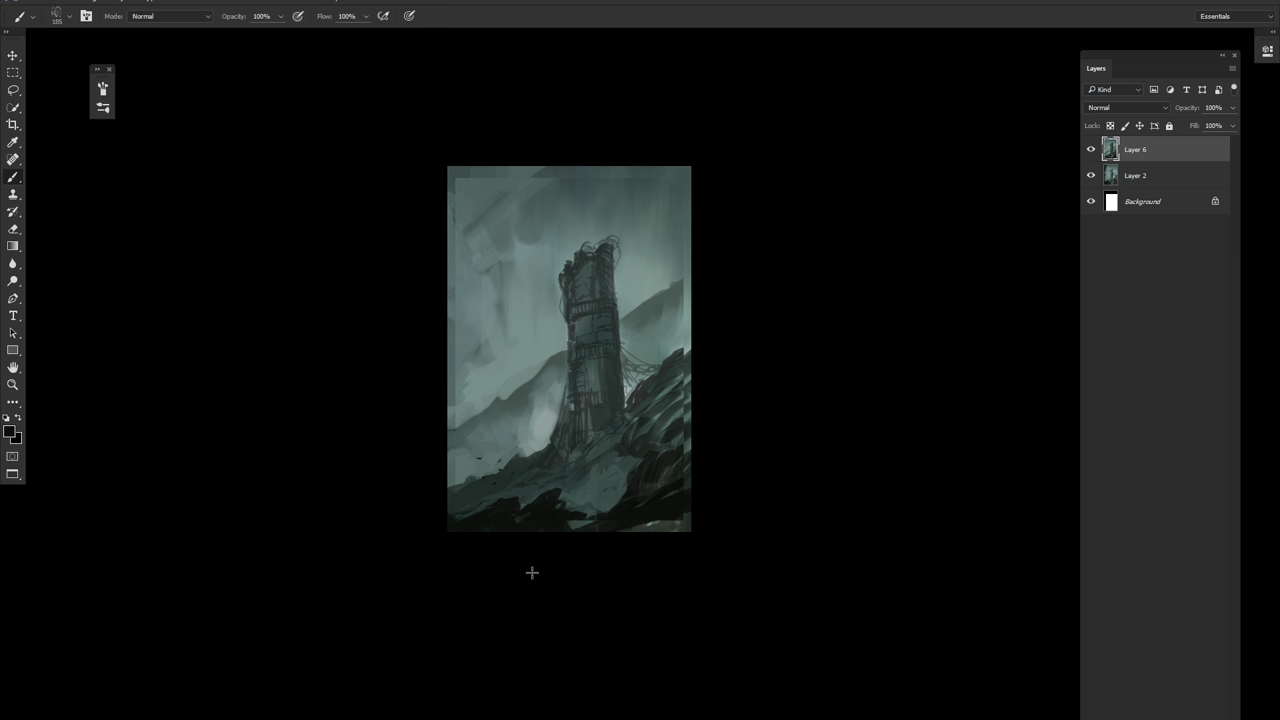 185
Mode: Normal
Opacity: 100%
Flow: 100%
Essentials
Layers
Kind
Normal
Opacity: 100%
Lock:
Fill: 100%
Layer 6
Layer 2
Background